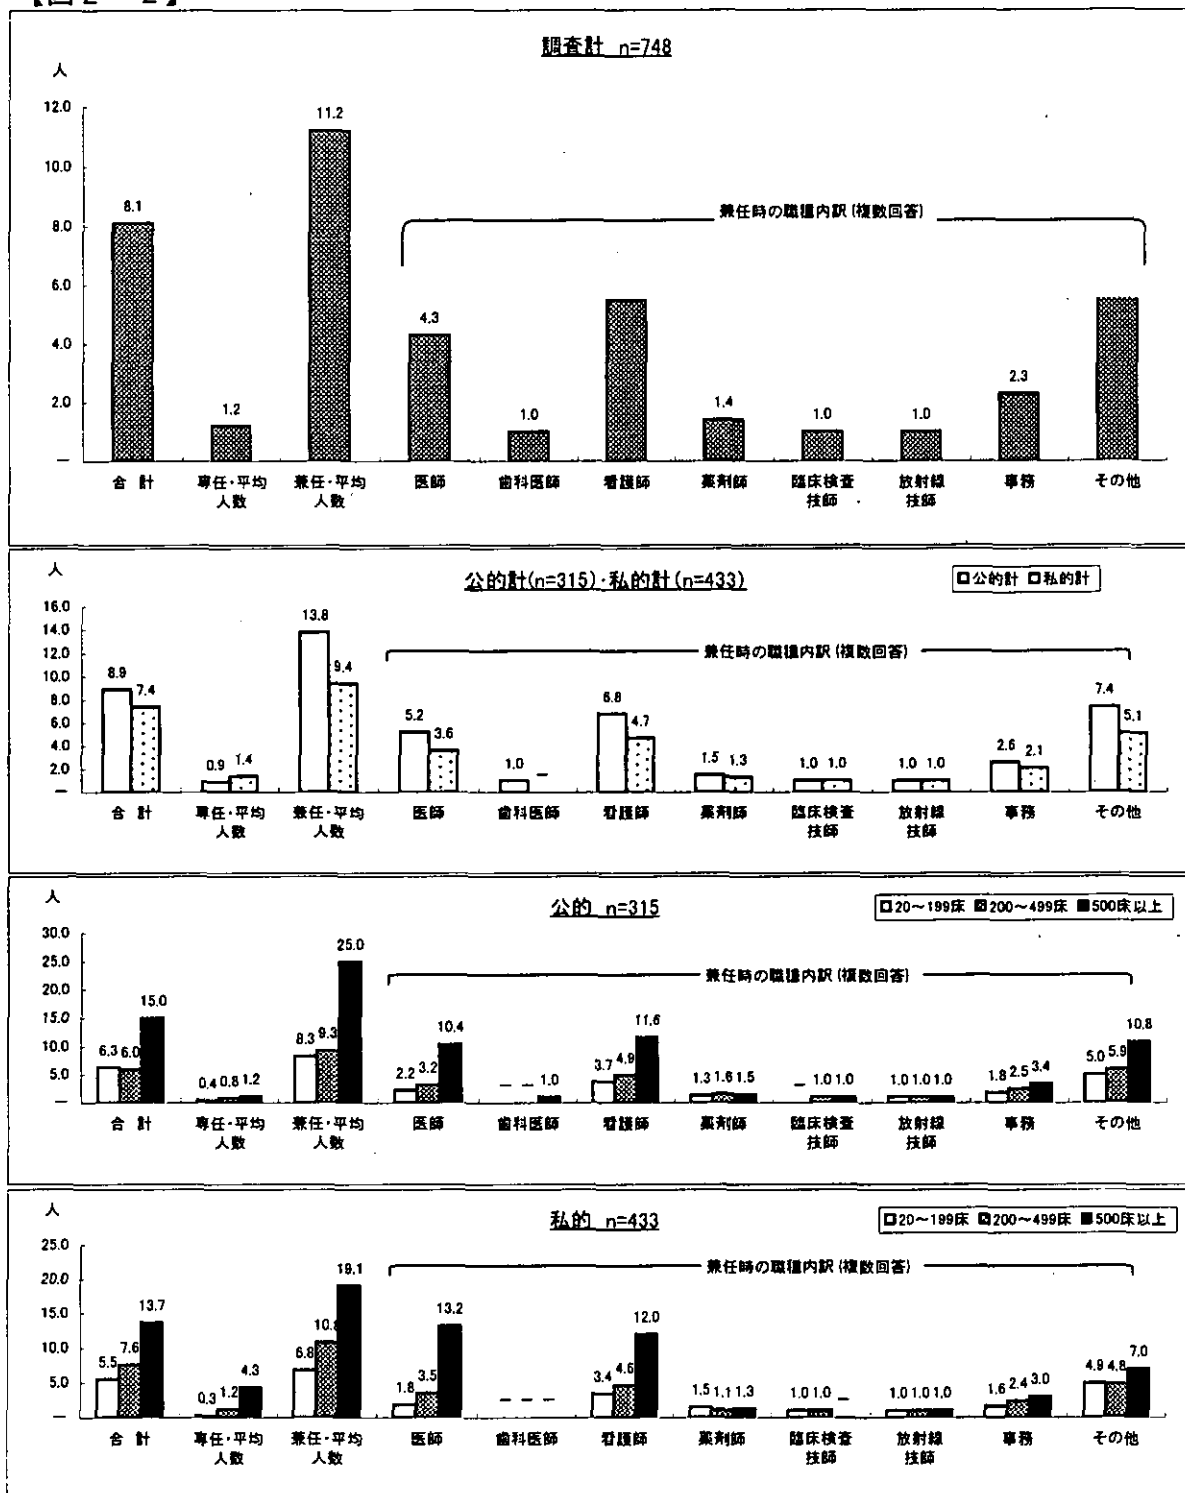 【図2－2】
調査計 n=748
人
12.0
10.0
8.0
6.0
4.0
2.0
－
8.1
1.2
11.2
4.3
1.0
1.4
1.0
1.0
2.3
兼任時の職種内訳(複数回答)
合計 専任・平均人数 兼任・平均人数 医師 歯科医師 看護師 薬剤師 臨床検査技師 放射線技師 事務 その他
公的計(n=315)・私的計(n=433)
公的計 私的計
人
16.0
14.0
12.0
10.0
8.0
6.0
4.0
2.0
－
兼任時の職種内訳(複数回答)
8.9 7.4
0.9 1.4
13.8 9.4
5.2 3.6
1.0 －
6.8 4.7
1.5 1.3
1.0 1.0
1.0 1.0
2.6 2.1
7.4 5.1
合計 専任・平均人数 兼任・平均人数 医師 歯科医師 看護師 薬剤師 臨床検査技師 放射線技師 事務 その他
公的 n=315
20～199床 200～499床 500床以上
人
30.0
25.0
20.0
15.0
10.0
5.0
－
兼任時の職種内訳(複数回答)
6.3 6.0 15.0
0.4 0.8 1.2
8.3 9.3 25.0
2.2 3.2 10.4
－ － 1.0
3.7 4.9 11.6
1.3 1.6 1.5
－ 1.0 1.0
1.0 1.0 1.0
1.8 2.5 3.4
5.0 5.9 10.8
合計 専任・平均人数 兼任・平均人数 医師 歯科医師 看護師 薬剤師 臨床検査技師 放射線技師 事務 その他
私的 n=433
20～199床 200～499床 500床以上
人
25.0
20.0
15.0
10.0
5.0
－
兼任時の職種内訳(複数回答)
5.5 7.6 13.7
0.3 1.2 4.3
6.8 19.1
1.8 3.5 13.2
－ － －
3.4 4.6 12.0
1.5 1.1 1.3
1.0 1.0 －
1.0 1.0 1.0
1.6 2.4 3.0
4.9 4.8 7.0
合計 専任・平均人数 兼任・平均人数 医師 歯科医師 看護師 薬剤師 臨床検査技師 放射線技師 事務 その他